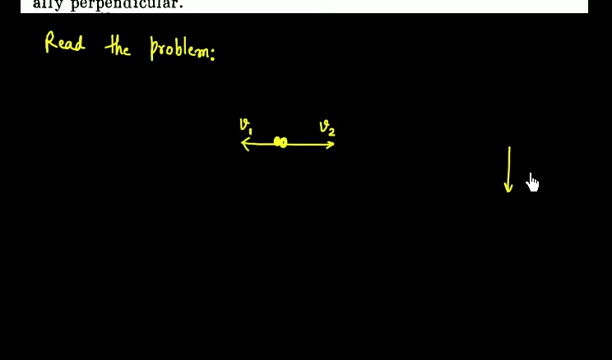 ally perpendicular.
Read the problem:
v₁ v₂